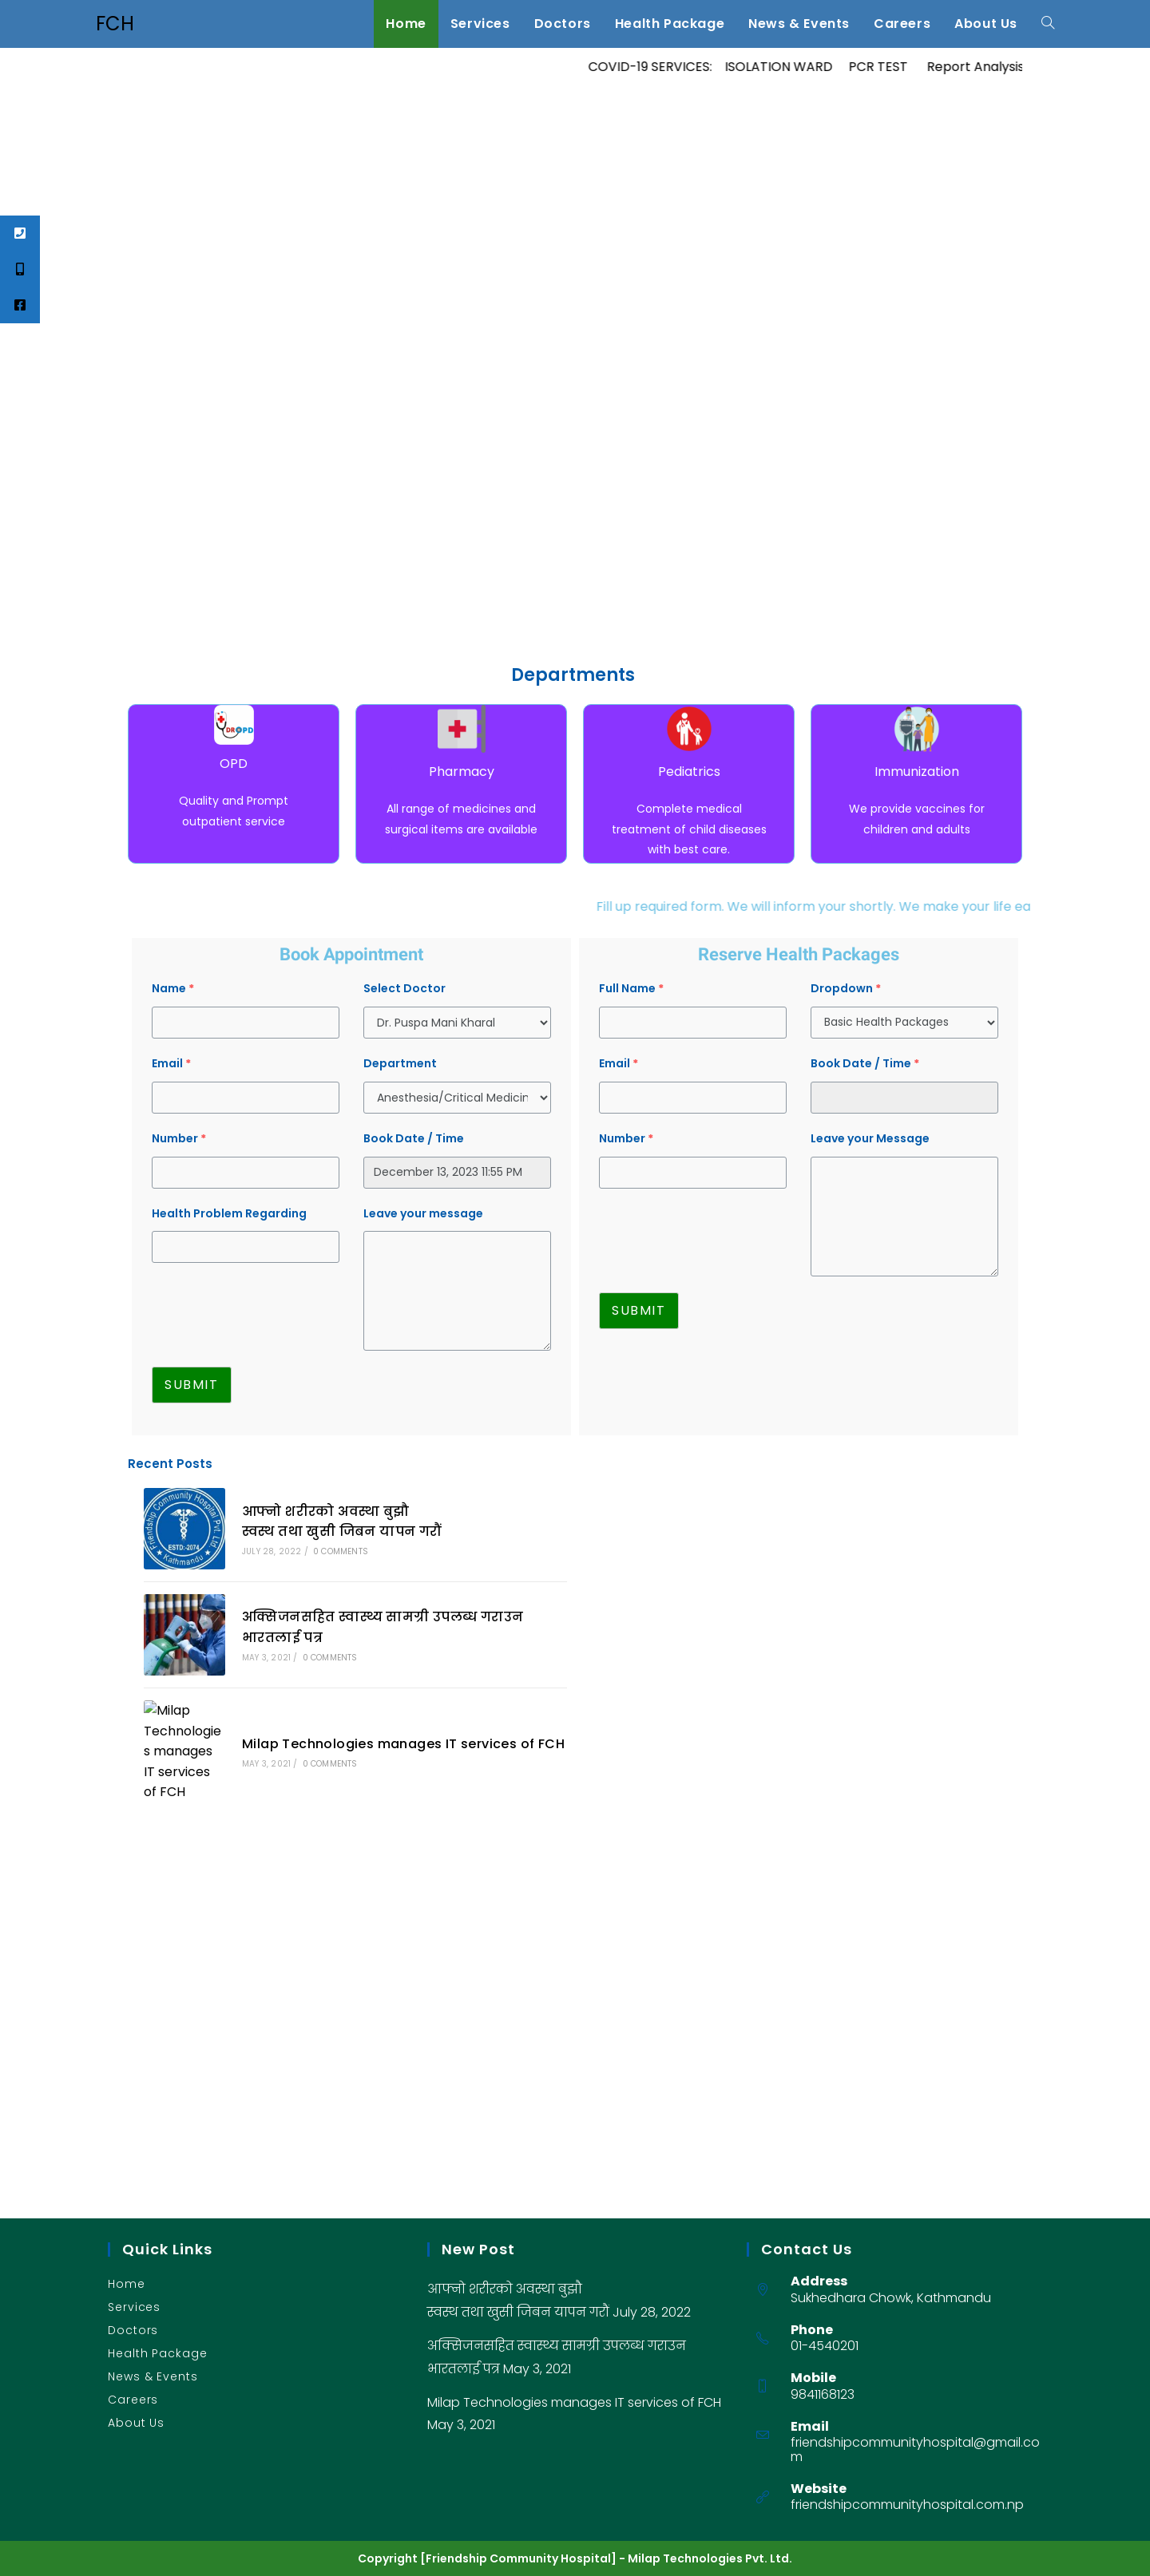 FCH
Home Services Doctors Health Package News & Events Careers About Us
COVID-19 SERVICES: ISOLATION WARD PCR TEST Report Analysis
Departments
DROPD
OPD
Quality and Prompt
outpatient service
Pharmacy
All range of medicines and
surgical items are available
Pediatrics
Complete medical
treatment of child diseases
with best care.
Immunization
We provide vaccines for
children and adults
Fill up required form. We will inform your shortly. We make your life ea
Book Appointment
Name *
Select Doctor
Dr. Puspa Mani Kharal
Email *
Department
Anesthesia/Critical Medicin
Number *
Book Date / Time
December 13, 2023 11:55 PM
Health Problem Regarding
Leave your message
SUBMIT
Reserve Health Packages
Full Name *
Dropdown *
Basic Health Packages
Email *
Book Date / Time *
Number *
Leave your Message
SUBMIT
Recent Posts
Friendship Community Hospital Pvt. Ltd.
ESTD.-2074
Kathmandu
आफ्नो शरीरको अवस्था बुझौ
स्वस्थ तथा खुसी जिबन यापन गरौं
JULY 28, 2022 / 0 COMMENTS
अक्सिजनसहित स्वास्थ्य सामग्री उपलब्ध गराउन
भारतलाई पत्र
MAY 3, 2021 / 0 COMMENTS
Milap
Technologie
s manages
IT services
of FCH
Milap Technologies manages IT services of FCH
MAY 3, 2021 / 0 COMMENTS
Quick Links
Home
Services
Doctors
Health Package
News & Events
Careers
About Us
New Post
आफ्नो शरीरको अवस्था बुझौ
स्वस्थ तथा खुसी जिबन यापन गरौं July 28, 2022
अक्सिजनसहित स्वास्थ्य सामग्री उपलब्ध गराउन
भारतलाई पत्र May 3, 2021
Milap Technologies manages IT services of FCH
May 3, 2021
Contact Us
Address
Sukhedhara Chowk, Kathmandu
Phone
01-4540201
Mobile
9841168123
Email
friendshipcommunityhospital@gmail.co
m
Website
friendshipcommunityhospital.com.np
Copyright [Friendship Community Hospital] - Milap Technologies Pvt. Ltd.